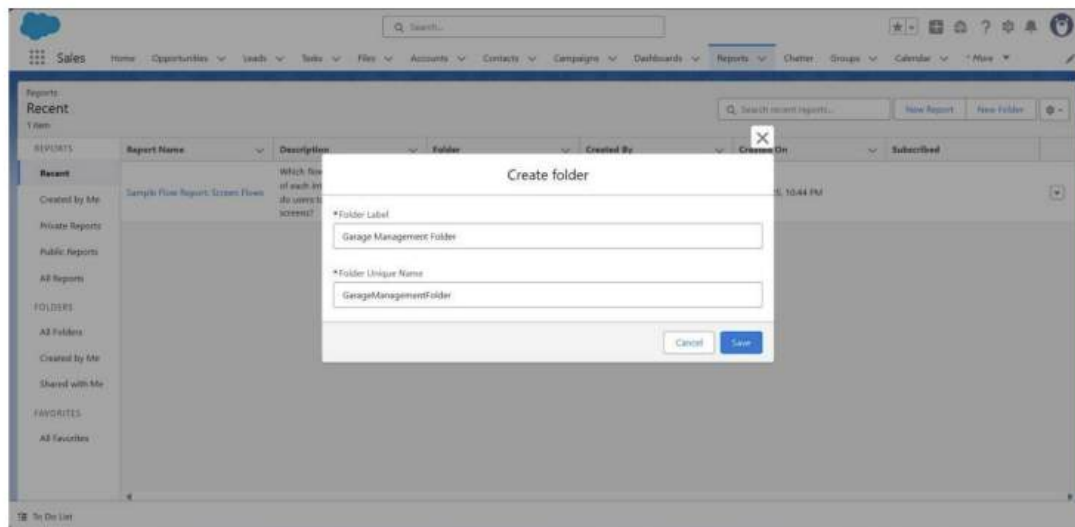 Search...
Sales
Home Opportunities Leads Tasks Files Accounts Contacts Campaigns Dashboards Reports Chatter Groups Calendar * More
Reports
Recent
1 item
Search recent reports...
New Report New Folder
REPORTS
Report Name Description Folder Created By Created On Subscribed
Recent
Created by Me
Private Reports
Public Reports
All Reports
FOLDERS
All Folders
Created by Me
Shared with Me
FAVORITES
All Favorites
Sample Flow Report: Screen Flows
Which flow
of each int
do users to
screens?
10:44 PM
Create folder
* Folder Label
Garage Management Folder
* Folder Unique Name
GarageManagementFolder
Cancel Save
To Do List